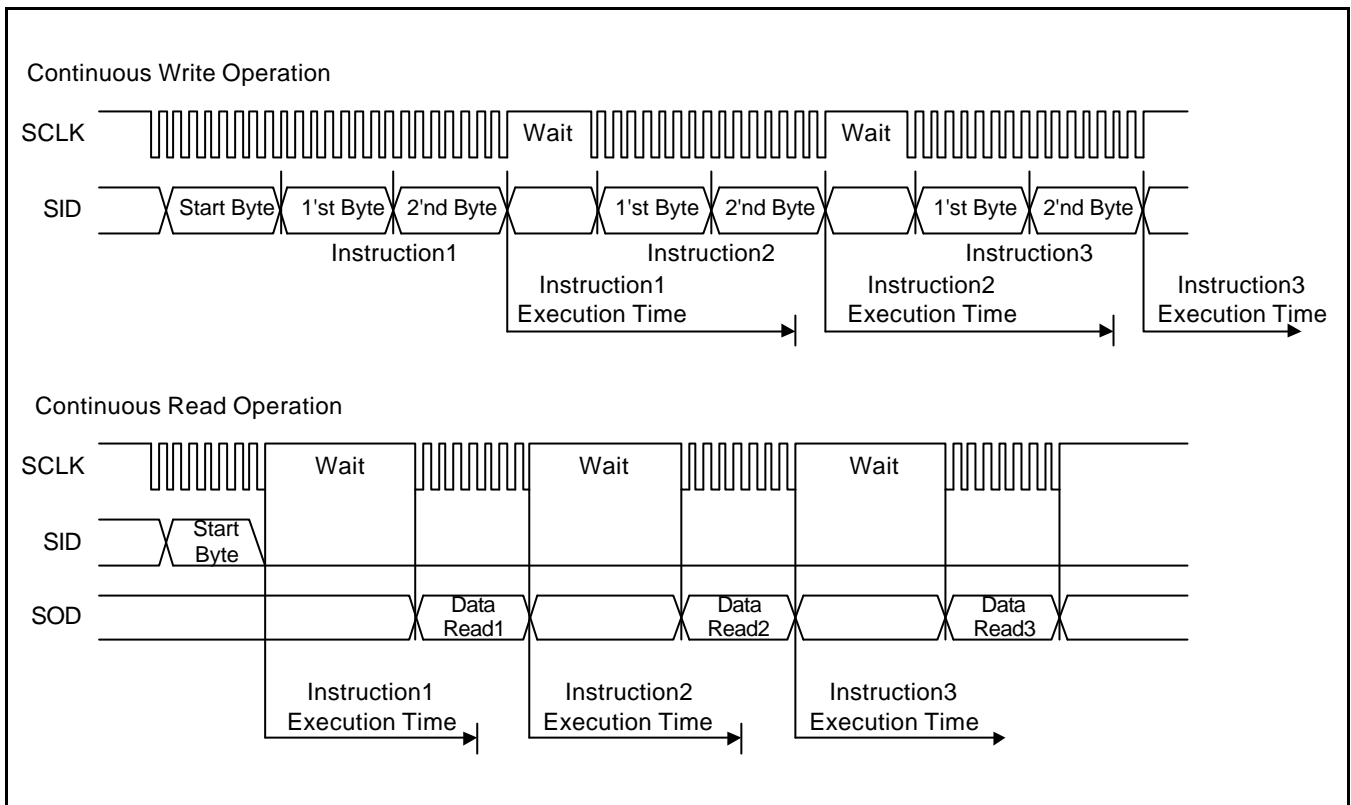 Continuous Write Operation
SCLK
Wait
Wait
SID
Start Byte
1'st Byte
2'nd Byte
1'st Byte
2'nd Byte
1'st Byte
2'nd Byte
Instruction1
Instruction2
Instruction3
Instruction1
Execution Time
Instruction2
Execution Time
Instruction3
Execution Time
Continuous Read Operation
SCLK
Wait
Wait
Wait
SID
Start
Byte
SOD
Data
Read1
Data
Read2
Data
Read3
Instruction1
Execution Time
Instruction2
Execution Time
Instruction3
Execution Time